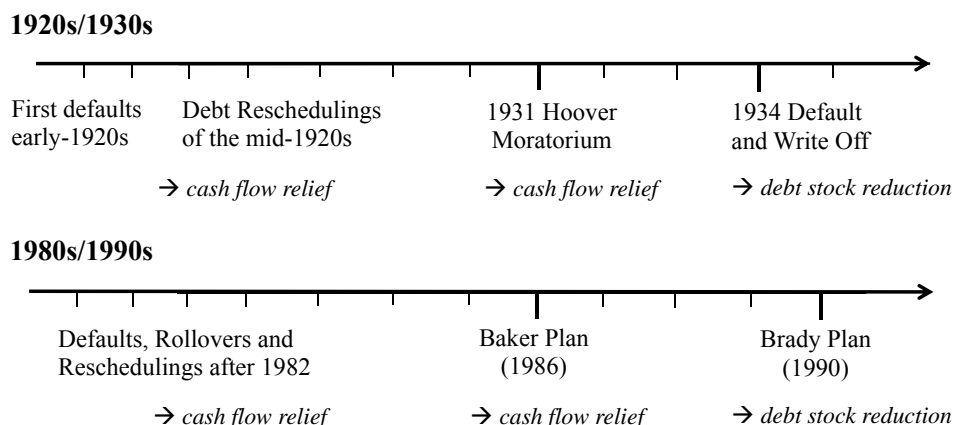 1920s/1930s
First defaults
early-1920s
Debt Reschedulings
of the mid-1920s
1931 Hoover
Moratorium
1934 Default
and Write Off
→ cash flow relief
→ cash flow relief
→ debt stock reduction
1980s/1990s
Defaults, Rollovers and
Reschedulings after 1982
Baker Plan
(1986)
Brady Plan
(1990)
→ cash flow relief
→ cash flow relief
→ debt stock reduction